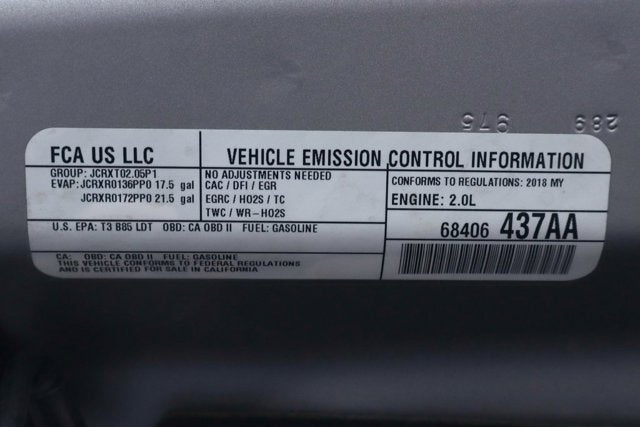 289 975
FCA US LLC
VEHICLE EMISSION CONTROL INFORMATION
GROUP: JCRXT02.05P1
EVAP: JCRXR0136PP0 17.5 gal
JCRXR0172PP0 21.5 gal
NO ADJUSTMENTS NEEDED
CAC / DFI / EGR
EGRC / HO2S / TC
TWC / WR-HO2S
CONFORMS TO REGULATIONS: 2018 MY
ENGINE: 2.0L
U.S. EPA: T3 B85 LDT OBD: CA OBD II FUEL: GASOLINE
68406 437AA
CA: OBD: CA OBD II FUEL: GASOLINE
THIS VEHICLE CONFORMS TO FEDERAL REGULATIONS
AND IS CERTIFIED FOR SALE IN CALIFORNIA